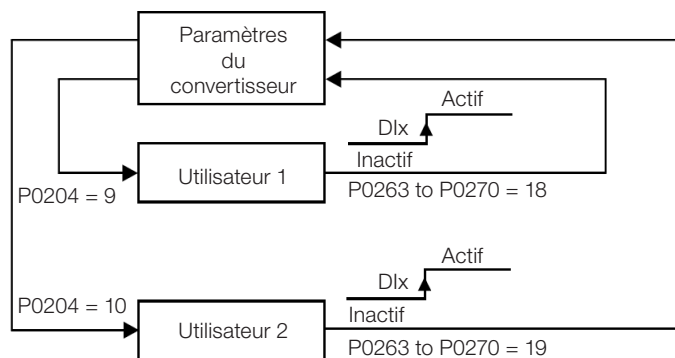 Paramètres
du
convertisseur
Actif
DIx
Inactif
Utilisateur 1
P0204 = 9
P0263 to P0270 = 18
Actif
DIx
Inactif
P0204 = 10
Utilisateur 2
P0263 to P0270 = 19